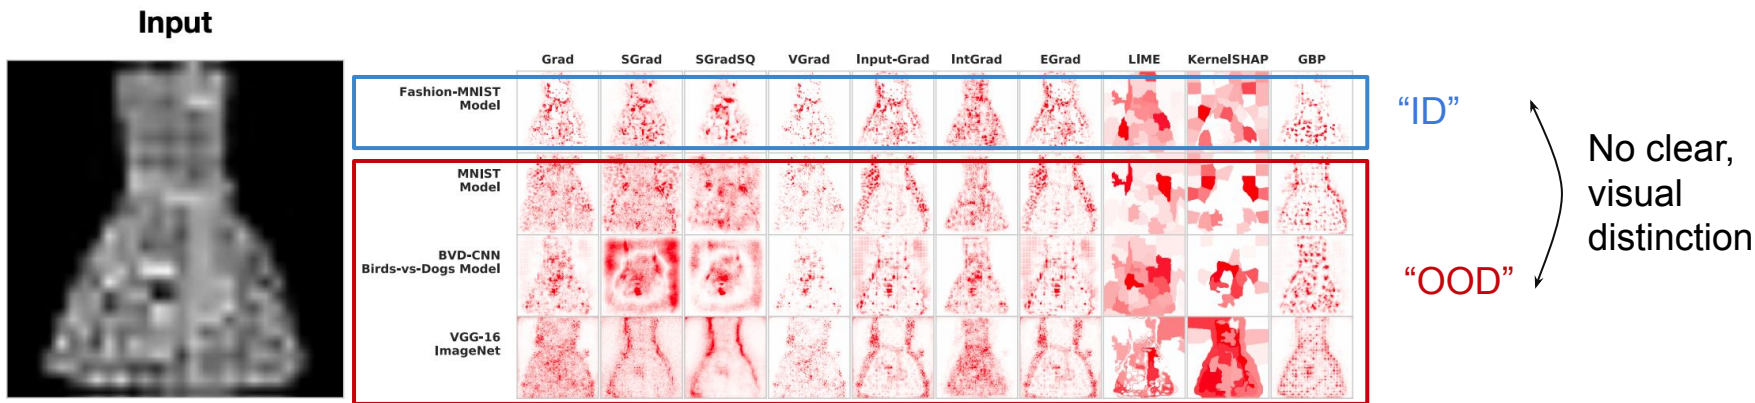 Input
Grad SGrad SGradSQ VGrad Input-Grad IntGrad EGrad LIME KernelSHAP GBP
Fashion-MNIST
Model
MNIST
Model
BVD-CNN
Birds-vs-Dogs Model
VGG-16
ImageNet
“ID”
“OOD”
No clear,
visual
distinction